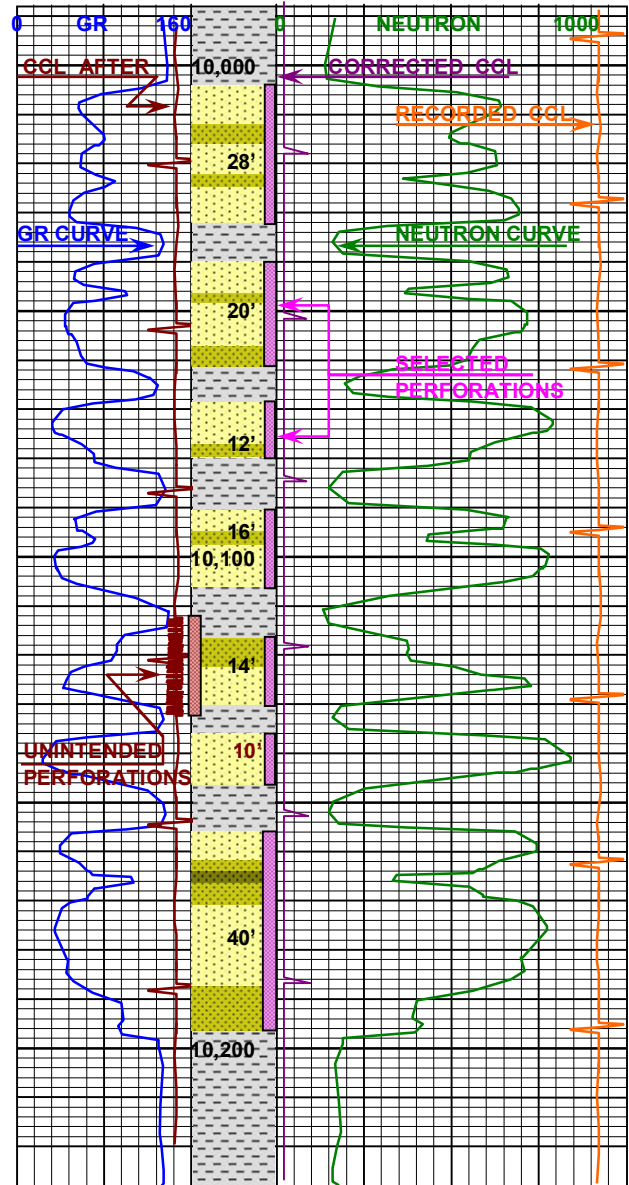 0 GR 160 0 NEUTRON 1000
CCL AFTER 10,000 CORRECTED CCL
RECORDED CCL
28'
GR CURVE NEUTRON CURVE
20'
SELECTED
PERFORATIONS
12'
16'
10,100
14'
UNINTENDED 10'
PERFORATIONS
40'
10,200